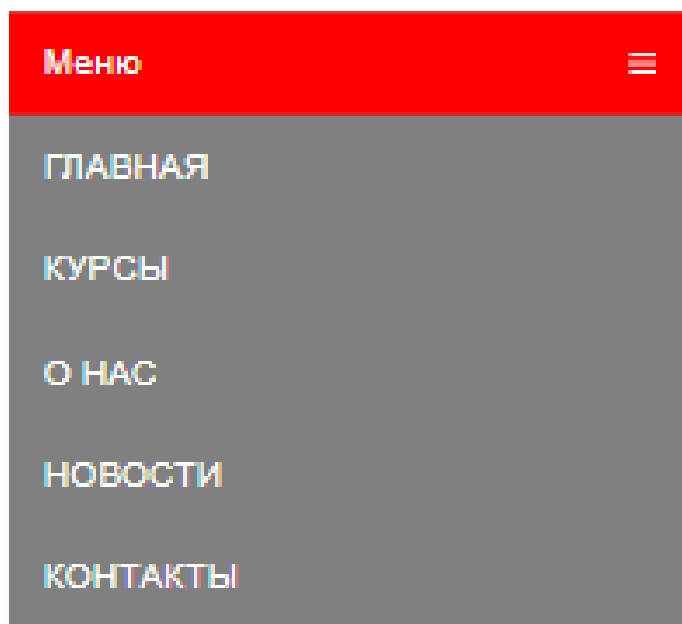 Меню
ГЛАВНАЯ
КУРСЫ
О НАС
НОВОСТИ
КОНТАКТЫ